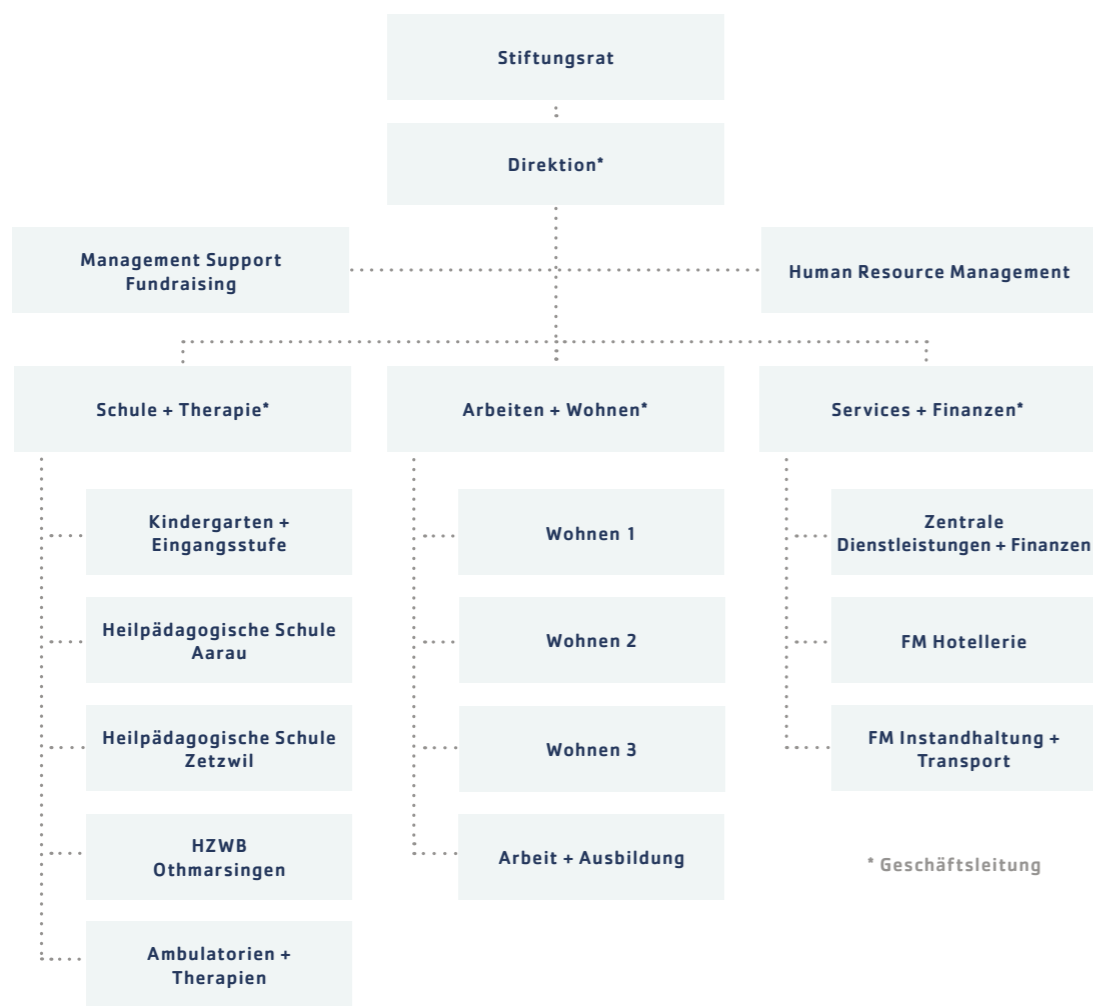 Stiftungsrat
Direktion*
Management Support
Fundraising
Human Resource Management
Schule + Therapie*
Arbeiten + Wohnen*
Services + Finanzen*
Kindergarten +
Eingangsstufe
Heilpädagogische Schule
Aarau
Heilpädagogische Schule
Zetzwil
HZWB
Othmarsingen
Ambulatorien +
Therapien
Wohnen 1
Wohnen 2
Wohnen 3
Arbeit + Ausbildung
Zentrale
Dienstleistungen + Finanzen
FM Hotellerie
FM Instandhaltung +
Transport
* Geschäftsleitung